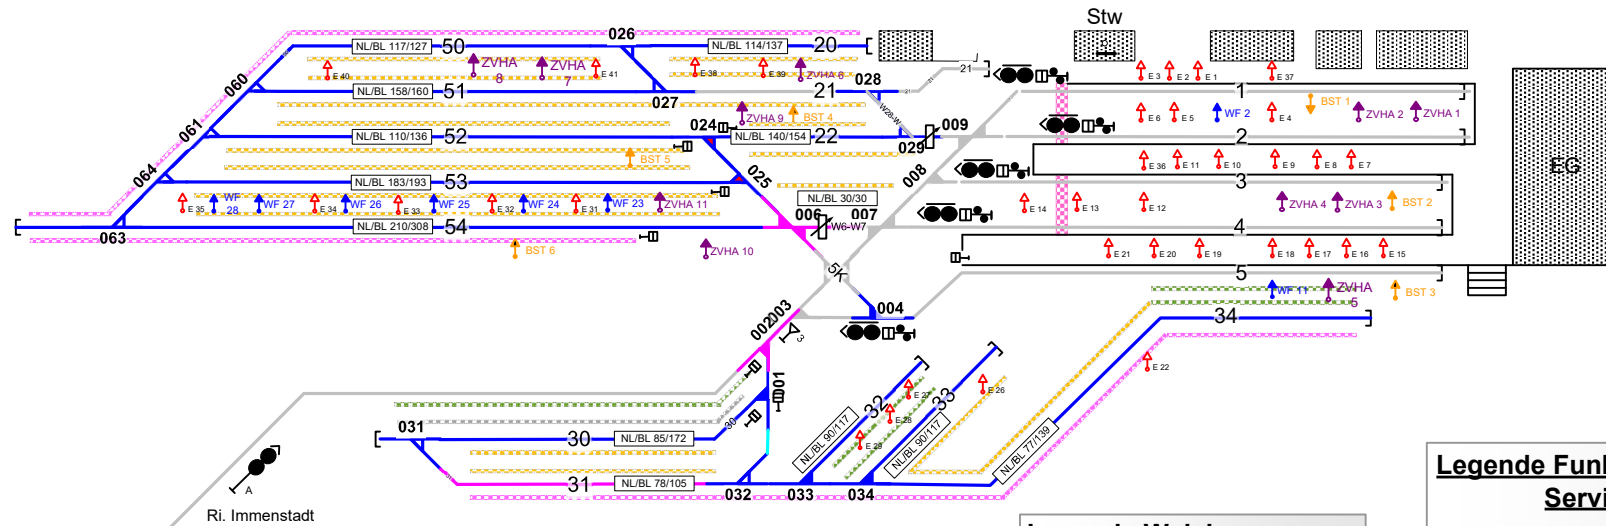 Stw
026
NL/BL 117/127
50
NL/BL 114/137
20
ZVHA
8
ZVHA
7
E 40
E 41
E 38
E 39
ZVHA 6
21
E 3
E 2
E 1
E 37
060
NL/BL 158/160
51
027
21
028
21
1
BST 1
ZVHA 9
BST 4
W28-W
E 6
E 5
WF 2
E 4
ZVHA 2
ZVHA 1
061
NL/BL 110/136
52
024
NL/BL 140/154
22
029
009
2
EG
BST 5
E 36
E 11
E 10
E 9
E 8
E 7
064
NL/BL 183/193
53
025
008
3
E 35
WF
28
WF 27
E 34
WF 26
E 33
WF 25
E 32
WF 24
E 31
WF 23
ZVHA 11
NL/BL 30/30
E 14
E 13
E 12
ZVHA 4
ZVHA 3
BST 2
063
NL/BL 210/308
54
006
W6-W7
007
4
BST 6
ZVHA 10
E 21
E 20
E 19
E 18
E 17
E 16
E 15
5K
5
WF 11
ZVHA
5
BST 3
002
003
3
004
34
E 22
001
32
33
E 27
E 26
E 28
E 29
031
30
NL/BL 85/172
30
NL/BL 90/117
NL/BL 90/117
NL/BL 77/139
31
NL/BL 78/105
032
033
034
A
Ri. Immenstadt
Legende Funk
Servi